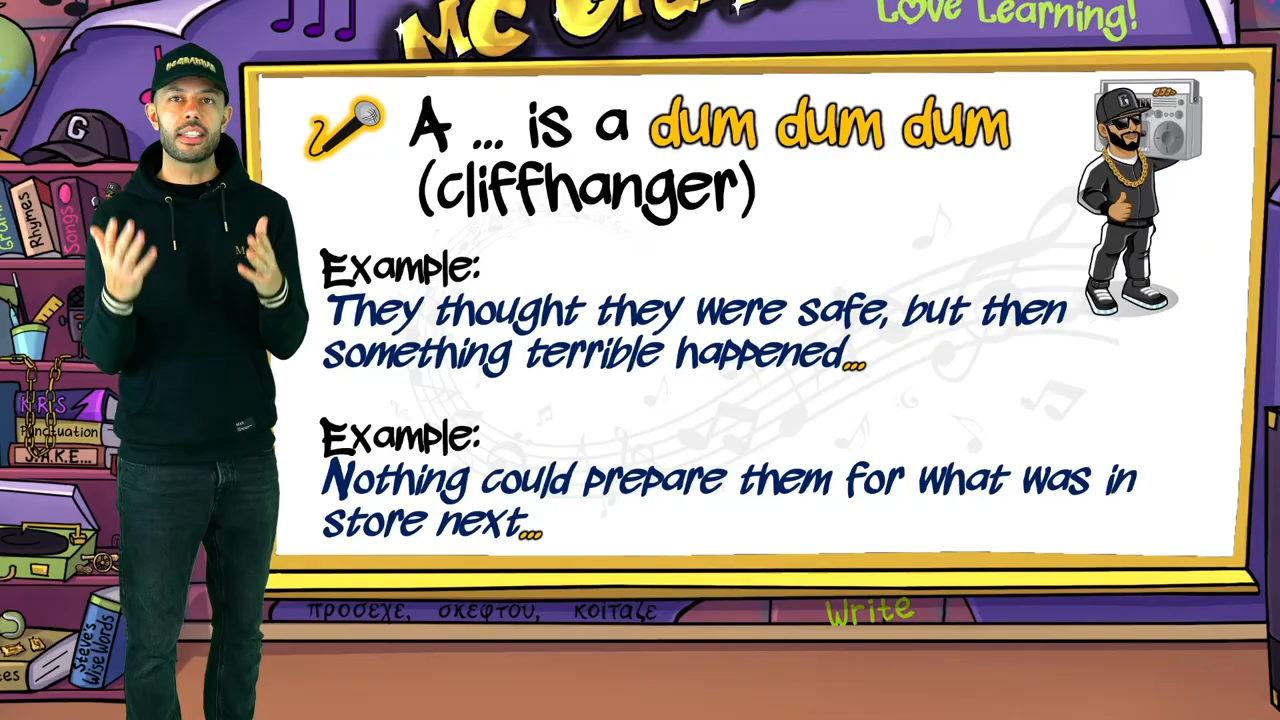 MC
Love Learning!
MCGRAMMAR
G
A ... is a dum dum dum
(cliffhanger)
G
Rhymes
Songs
Example:
They thought they were safe, but then
something terrible happened...
Example:
Nothing could prepare them for what was in
store next...
Punctuation
προσεχε, σκεφτου, κοίταζε
Write
Steve's
Wise Words